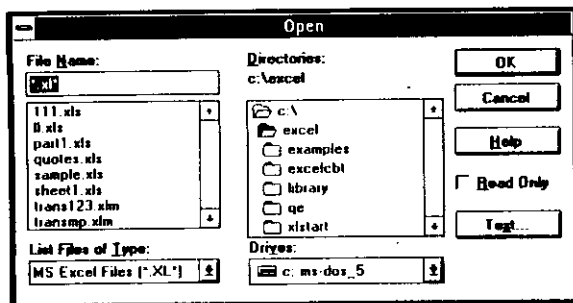 Open
File Name:
*.xl*
111.xls
ll.xls
part1.xls
quotes.xls
sample.xls
sheet1.xls
trans123.xlm
transmp.xlm
List Files of Type:
MS Excel Files (*.XL*)
Directories:
c:\excel
c:\
excel
examples
excelcbt
library
qe
xlstart
Drives:
c: ms-dos_5
OK
Cancel
Help
Read Only
Text...